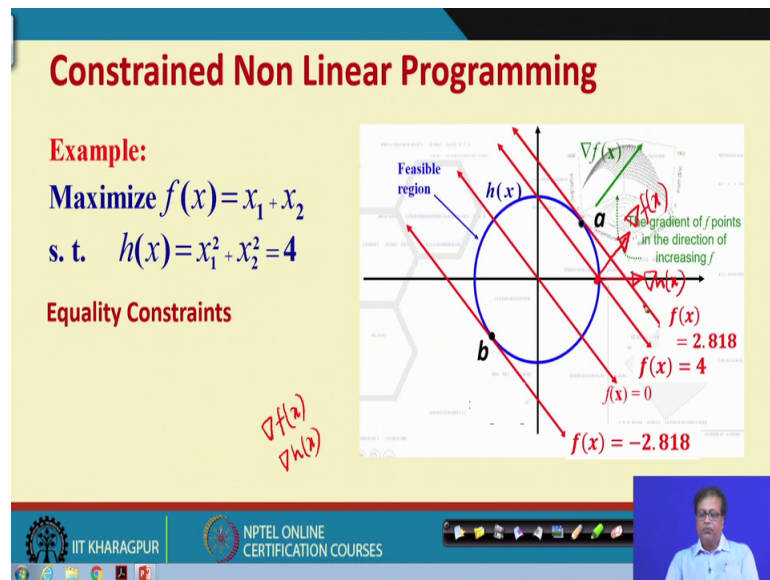 Constrained Non Linear Programming
Example:
Maximize f(x)=x₁+x₂
s. t. h(x)=x₁²+x₂²=4
Equality Constraints
∇f(x)
∇h(x)
Feasible
region
h(x)
∇f(x)
a
∇f(x)
The gradient of f points
in the direction of
increasing f
∇h(x)
f(x)
= 2.818
f(x) = 4
f(x) = 0
b
f(x) = −2.818
IIT KHARAGPUR
NPTEL ONLINE
CERTIFICATION COURSES